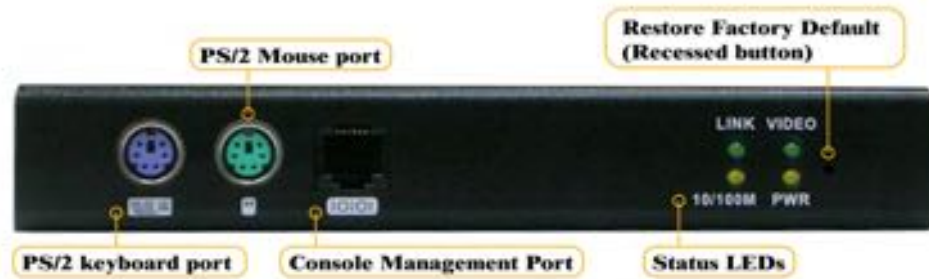 Restore Factory Default
(Recessed button)
PS/2 Mouse port
LINK VIDEO
10/100M PWR
PS/2 keyboard port
Console Management Port
Status LEDs